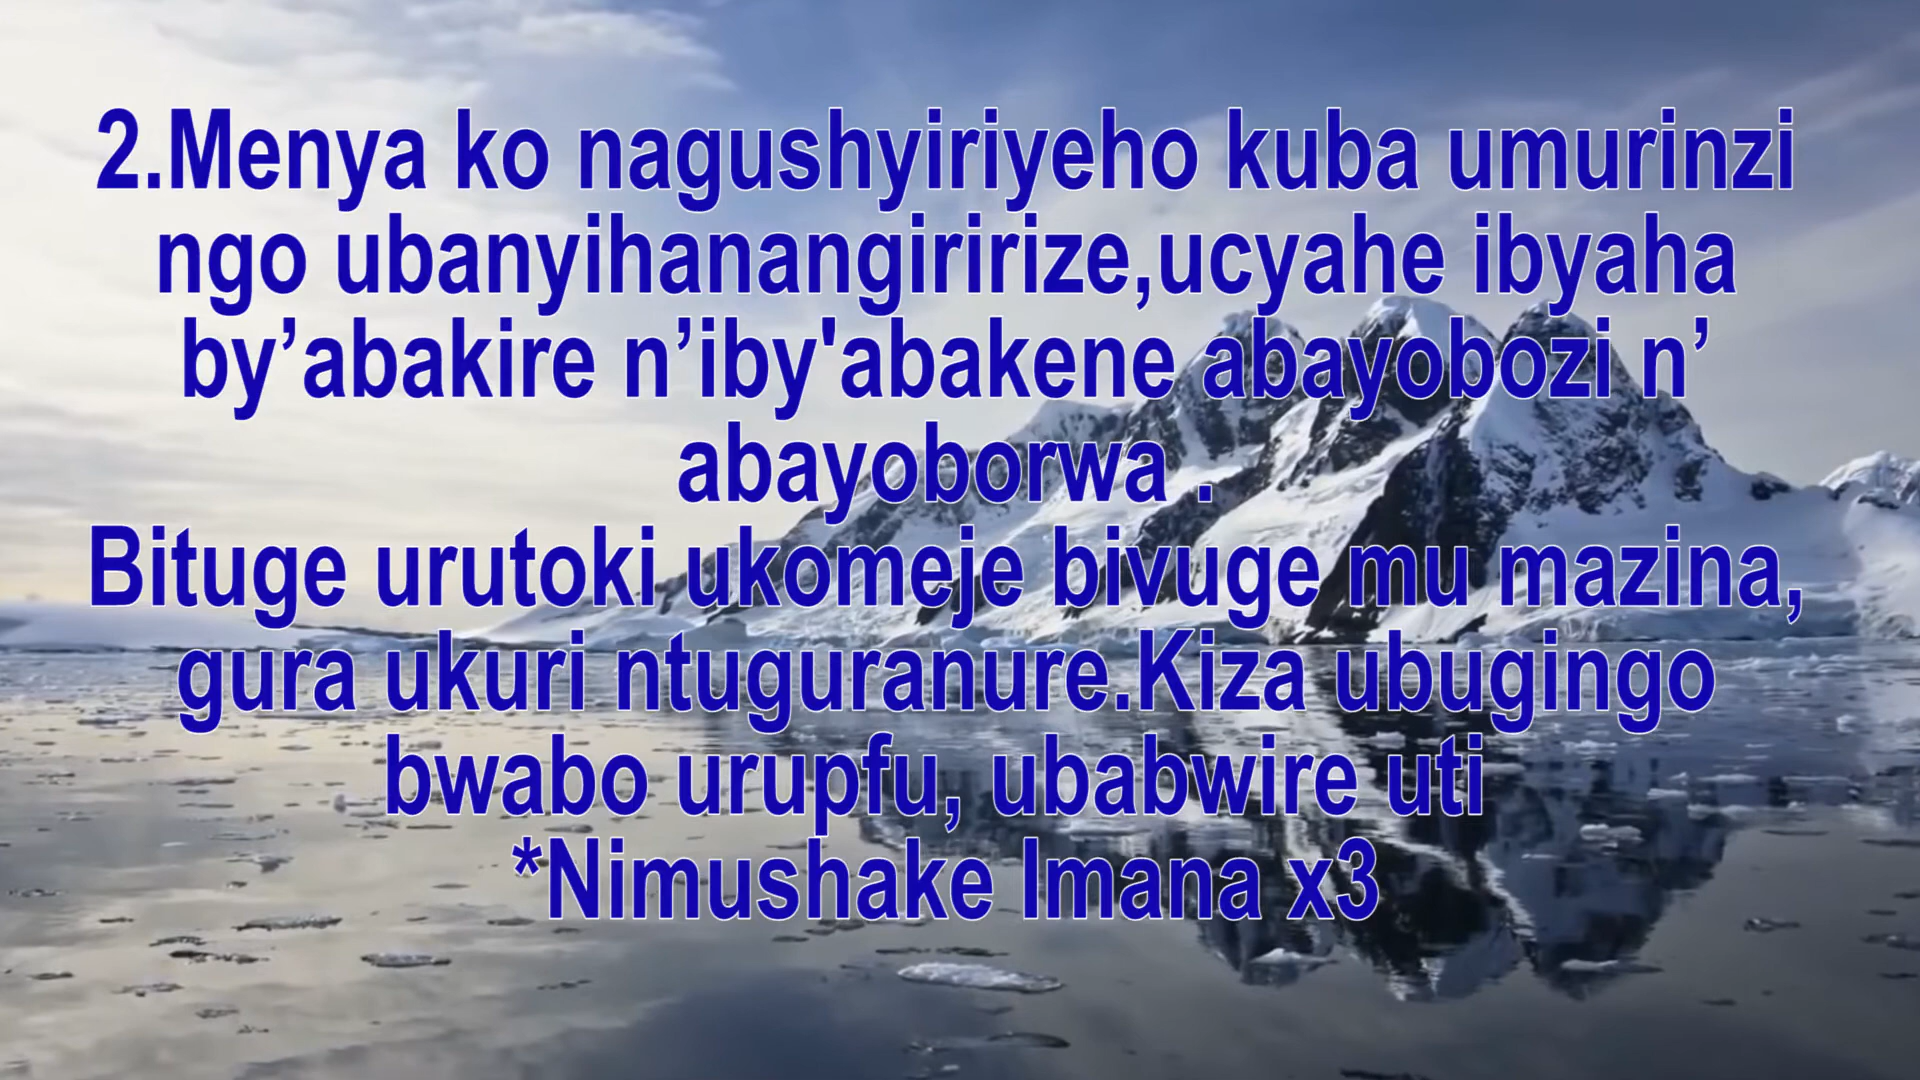 2.Menya ko nagushyiriyeho kuba umurinzi
ngo ubanyihanangiririze,ucyahe ibyaha
by’abakire n’iby'abakene abayobozi n’
abayoborwa .
Bituge urutoki ukomeje bivuge mu mazina,
gura ukuri ntuguranure.Kiza ubugingo
bwabo urupfu, ubabwire uti
*Nimushake Imana x3